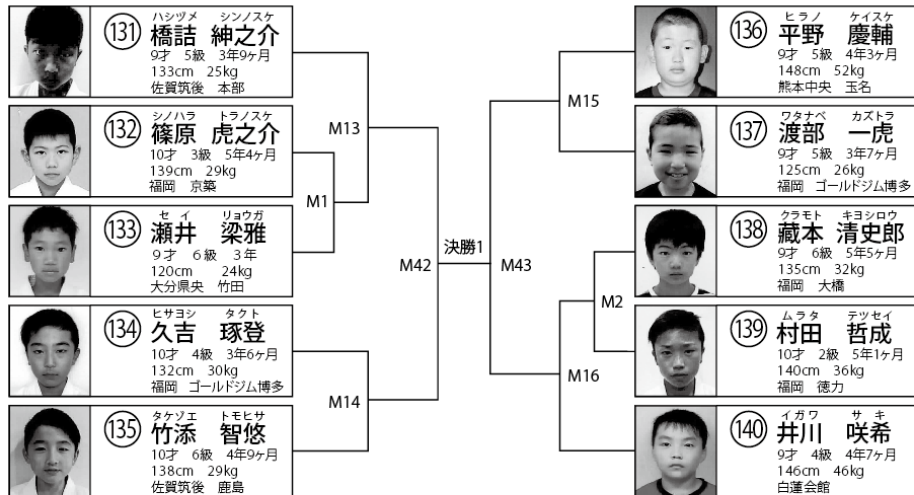 131
ハシヅメ シンノスケ
橋詰 紳之介
9才 5級 3年9ヶ月
133cm 25kg
佐賀筑後 本部
132
シノハラ トラノスケ
篠原 虎之介
10才 3級 5年4ヶ月
139cm 29kg
福岡 京築
133
セイ リョウガ
瀬井 梁雅
9才 6級 3年
120cm 24kg
大分県央 竹田
134
ヒサヨシ タクト
久吉 琢登
10才 4級 3年6ヶ月
132cm 30kg
福岡 ゴールドジム博多
135
タケゾエ トモヒサ
竹添 智悠
10才 6級 4年9ヶ月
138cm 29kg
佐賀筑後 鹿島
M13
M1
M42
M14
決勝1
M43
M15
M2
M16
136
ヒラノ ケイスケ
平野 慶輔
9才 5級 4年3ヶ月
148cm 52kg
熊本中央 玉名
137
ワタナベ カズトラ
渡部 一虎
9才 5級 3年7ヶ月
125cm 26kg
福岡 ゴールドジム博多
138
クラモト キヨシロウ
藏本 清史郎
9才 6級 5年5ヶ月
135cm 32kg
福岡 大橋
139
ムラタ テツセイ
村田 哲成
10才 2級 5年1ヶ月
140cm 36kg
福岡 徳力
140
イガワ サキ
井川 咲希
9才 4級 4年7ヶ月
146cm 46kg
白蓮会館